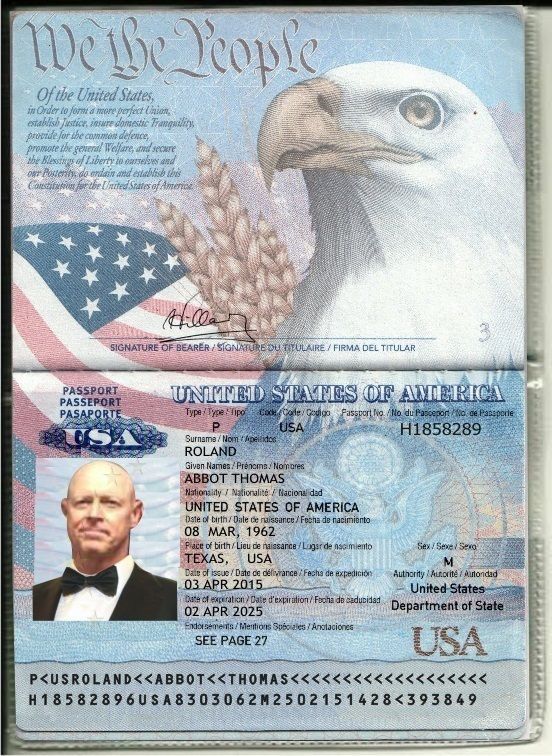 We the People
Of the United States,
in Order to form a more perfect Union,
establish Justice, insure domestic Tranquility,
provide for the common defence,
promote the general Welfare, and secure
the Blessings of Liberty to ourselves and
our Posterity, do ordain and establish this
Constitution for the United States of America.
3
SIGNATURE OF BEARER / SIGNATURE DU TITULAIRE / FIRMA DEL TITULAR
PASSPORT
PASSEPORT
PASAPORTE
USA
UNITED STATES OF AMERICA
Type / Type / Tipo Code / Code / Codigo Passport No. / No. du Passeport / No. de Pasaporte
P USA H1858289
Surname / Nom / Apellidos
ROLAND
Given Names / Prénoms / Nombres
ABBOT THOMAS
Nationality / Nationalité / Nacionalidad
UNITED STATES OF AMERICA
Date of birth / Date de naissance / Fecha de nacimiento
08 MAR, 1962
Place of birth / Lieu de naissance / Lugar de nacimiento Sex / Sexe / Sexo
TEXAS, USA M
Date of issue / Date de délivrance / Fecha de expedición Authority / Autorité / Autoridad
03 APR 2015 United States
Date of expiration / Date d'expiration / Fecha de caducidad Department of State
02 APR 2025
Endorsements / Mentions Spéciales / Anotaciones
SEE PAGE 27
USA
P<USROLAND<<ABBOT<<THOMAS<<<<<<<<<<<<<<<<<<<
H18582896USA8303062M2502151428<393849